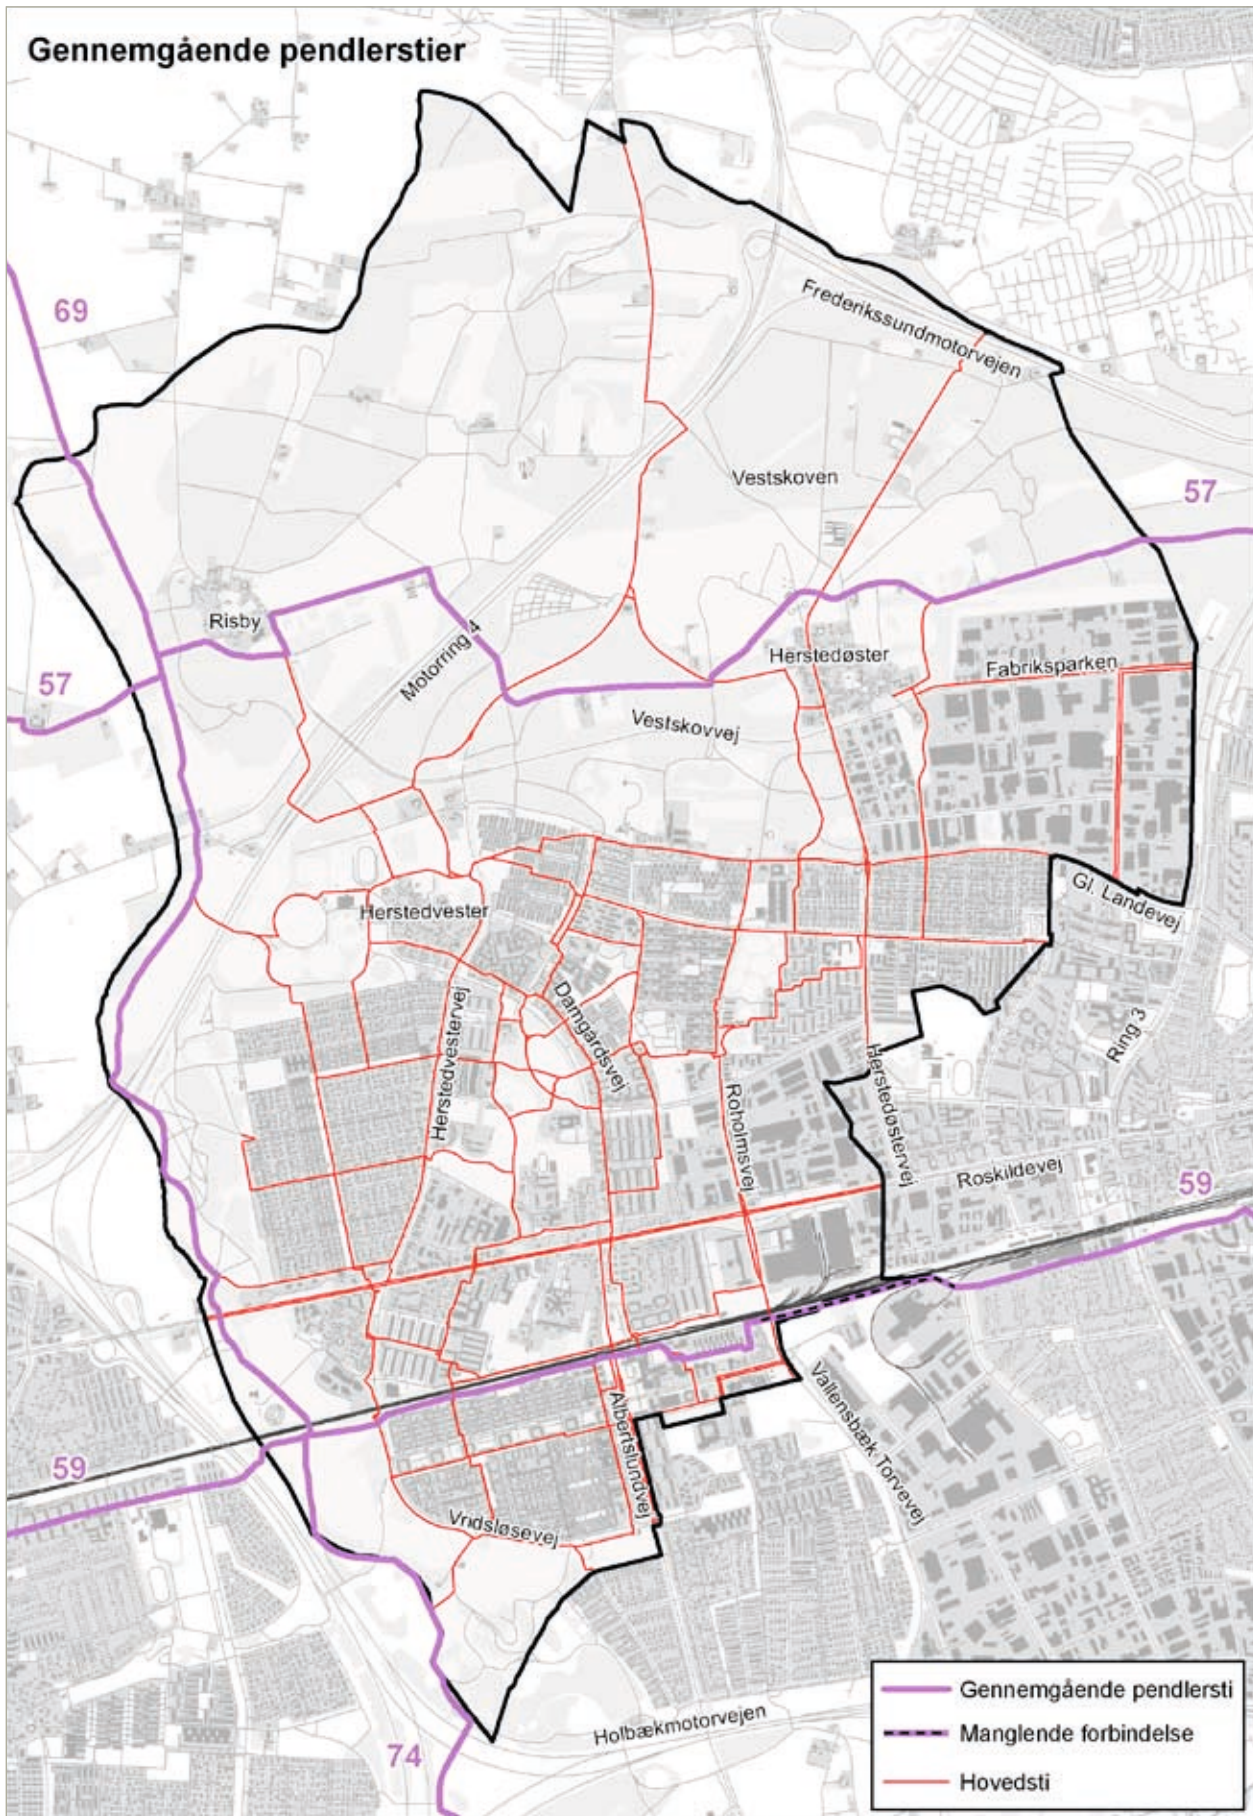 Gennemgående pendlerstier
69
Frederikssundmotorvejen
Vestskoven
57
Risby
Motorring 4
Herstedøster
Fabriksparken
57
Vestskovvej
Gl. Landevej
Herstedvester
Damgårdsvej
Herstedvestervej
Ring 3
Herstedøstervej
Roholmsvej
Roskildevej
59
Vallensbæk Torvevej
Albertslundvej
59
Vridsløsevej
Holbækmotorvejen
74
Gennemgående pendlersti
Manglende forbindelse
Hovedsti